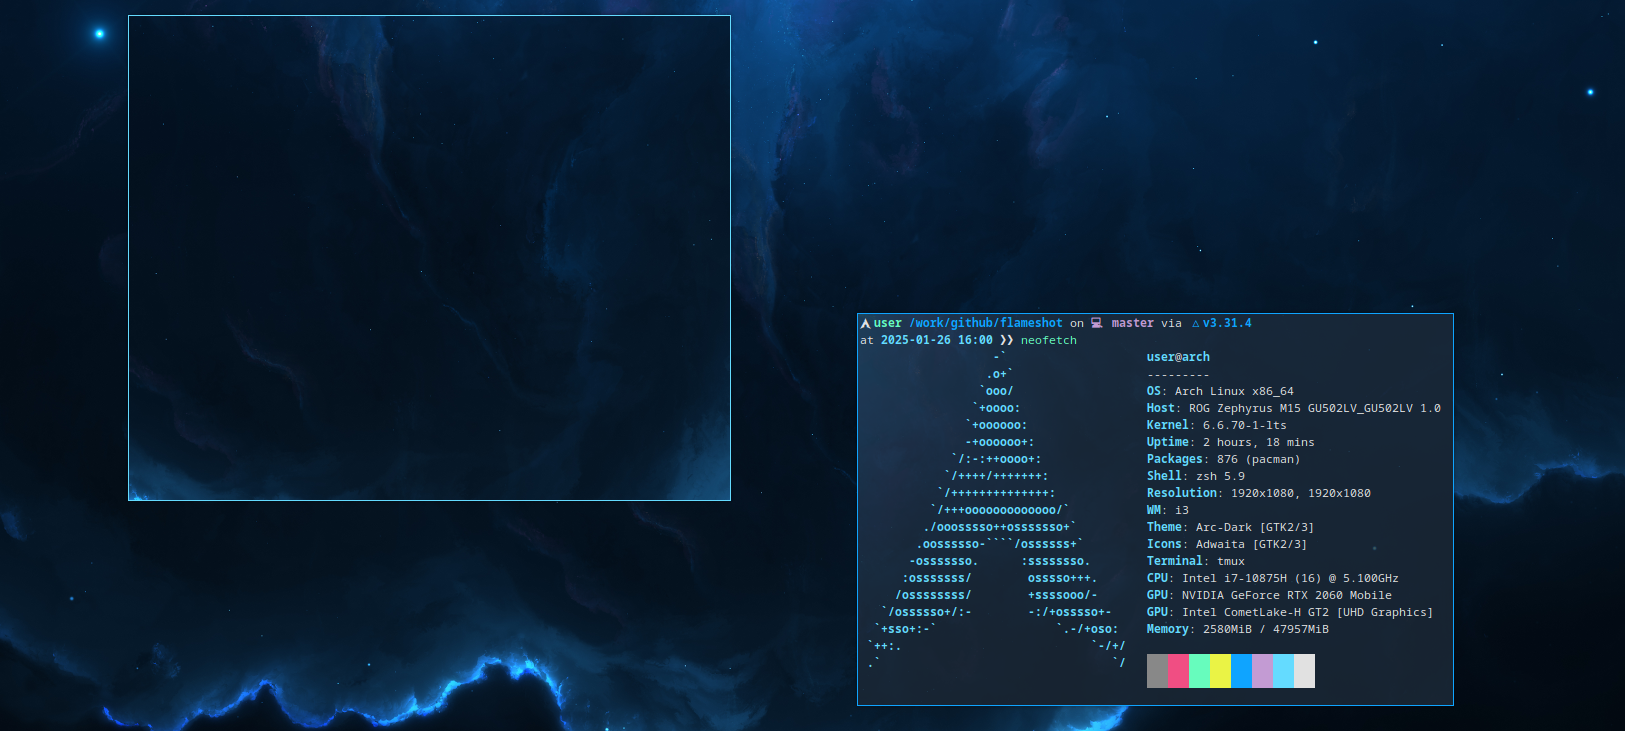 user /work/github/flameshot on master via △ v3.31.4
at 2025-01-26 16:00 ❯❯ neofetch
-` user@arch
.o+` ---------
`ooo/ OS: Arch Linux x86_64
`+oooo: Host: ROG Zephyrus M15 GU502LV_GU502LV 1.0
`+oooooo: Kernel: 6.6.70-1-lts
-+oooooo+: Uptime: 2 hours, 18 mins
`/:-:++oooo+: Packages: 876 (pacman)
`/++++/+++++++: Shell: zsh 5.9
`/++++++++++++++: Resolution: 1920x1080, 1920x1080
`/+++ooooooooooooo/` WM: i3
./ooosssso++osssssso+` Theme: Arc-Dark [GTK2/3]
.oossssso-````/ossssss+` Icons: Adwaita [GTK2/3]
-osssssso. :ssssssso. Terminal: tmux
:osssssss/ osssso+++. CPU: Intel i7-10875H (16) @ 5.100GHz
/ossssssss/ +ssssooo/- GPU: NVIDIA GeForce RTX 2060 Mobile
`/ossssso+/:- -:/+osssso+- GPU: Intel CometLake-H GT2 [UHD Graphics]
`+sso+:-` `.-/+oso: Memory: 2580MiB / 47957MiB
`++:. `-/+/
.` `/